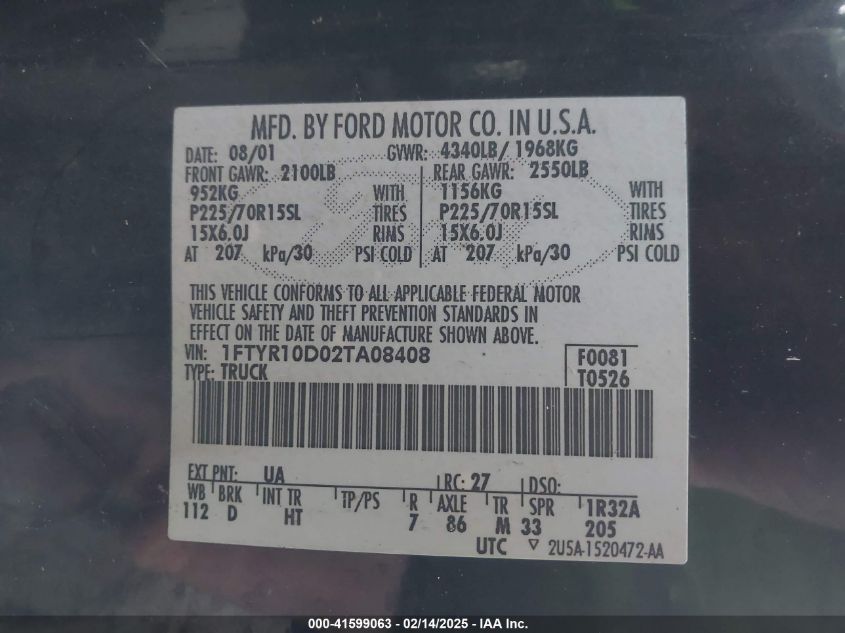 MFD. BY FORD MOTOR CO. IN U.S.A.
DATE: 08/01 GVWR: 4340LB/ 1968KG
FRONT GAWR: 2100LB REAR GAWR: 2550LB
952KG WITH 1156KG WITH
P225/70R15SL TIRES P225/70R15SL TIRES
15X6.0J RIMS 15X6.0J RIMS
AT 207 kPa/30 PSI COLD AT 207 kPa/30 PSI COLD
THIS VEHICLE CONFORMS TO ALL APPLICABLE FEDERAL MOTOR
VEHICLE SAFETY AND THEFT PREVENTION STANDARDS IN
EFFECT ON THE DATE OF MANUFACTURE SHOWN ABOVE.
VIN: 1FTYR10D02TA08408 F0081
TYPE: TRUCK T0526
EXT PNT: UA RC: 27 DSO:
WB BRK INT TR TP/PS R AXLE TR SPR 1R32A
112 D HT 7 86 M 33 205
UTC ▽ 2U5A-1520472-AA
000-41599063 - 02/14/2025 - IAA Inc.